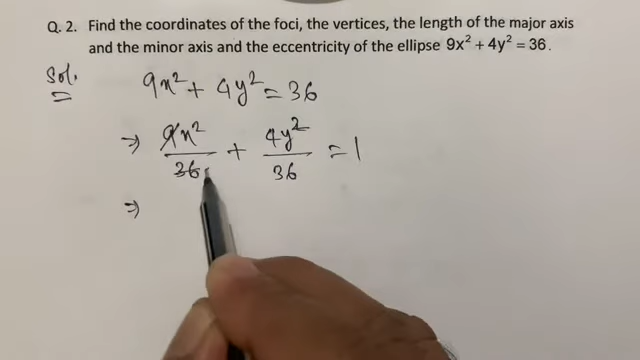 Q. 2. Find the coordinates of the foci, the vertices, the length of the major axis
and the minor axis and the eccentricity of the ellipse 9x² + 4y² = 36.
Sol.
9x² + 4y² = 36
⇒ 9x²/36 + 4y²/36 = 1
⇒